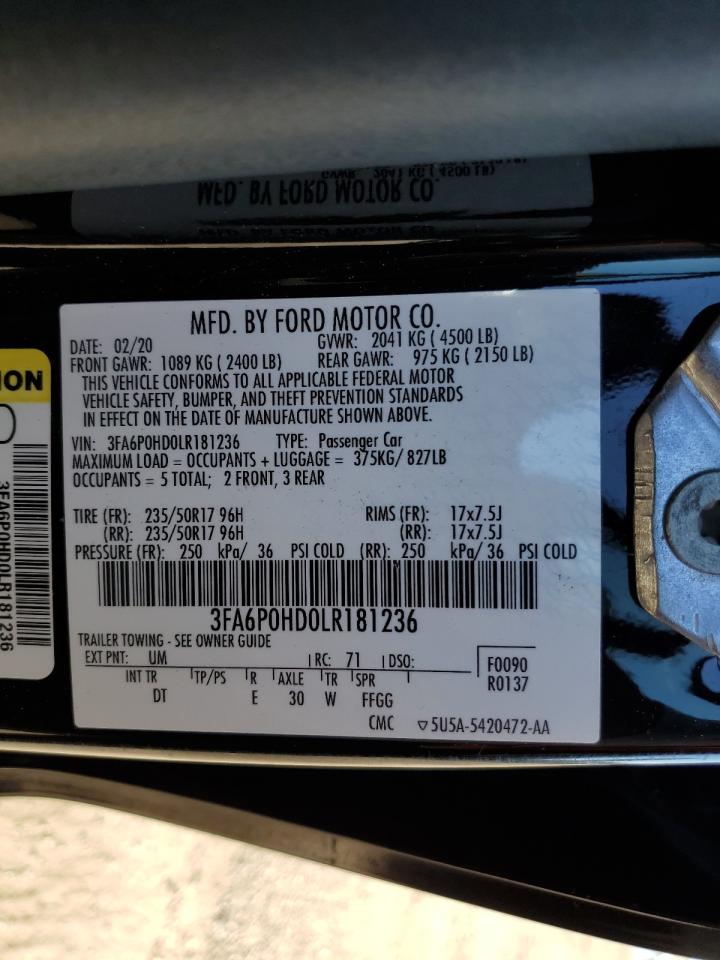 MFD. BY FORD MOTOR CO.
GVWR: 2041 KG ( 4500 LB)
MFD. BY FORD MOTOR CO.
DATE: 02/20 GVWR: 2041 KG ( 4500 LB)
FRONT GAWR: 1089 KG ( 2400 LB) REAR GAWR: 975 KG ( 2150 LB)
THIS VEHICLE CONFORMS TO ALL APPLICABLE FEDERAL MOTOR
VEHICLE SAFETY, BUMPER, AND THEFT PREVENTION STANDARDS
IN EFFECT ON THE DATE OF MANUFACTURE SHOWN ABOVE.
VIN: 3FA6P0HD0LR181236 TYPE: Passenger Car
MAXIMUM LOAD = OCCUPANTS + LUGGAGE = 375KG/ 827LB
OCCUPANTS = 5 TOTAL; 2 FRONT, 3 REAR
TIRE (FR): 235/50R17 96H RIMS (FR): 17x7.5J
(RR): 235/50R17 96H (RR): 17x7.5J
PRESSURE (FR): 250 kPa/ 36 PSI COLD (RR): 250 kPa/ 36 PSI COLD
3FA6P0HD0LR181236
TRAILER TOWING - SEE OWNER GUIDE
EXT PNT: UM RC: 71 DSO: F0090
R0137
INT TR TP/PS R AXLE TR SPR
DT E 30 W FFGG
CMC ▽5U5A-5420472-AA
3FA6P0HD0LR181236